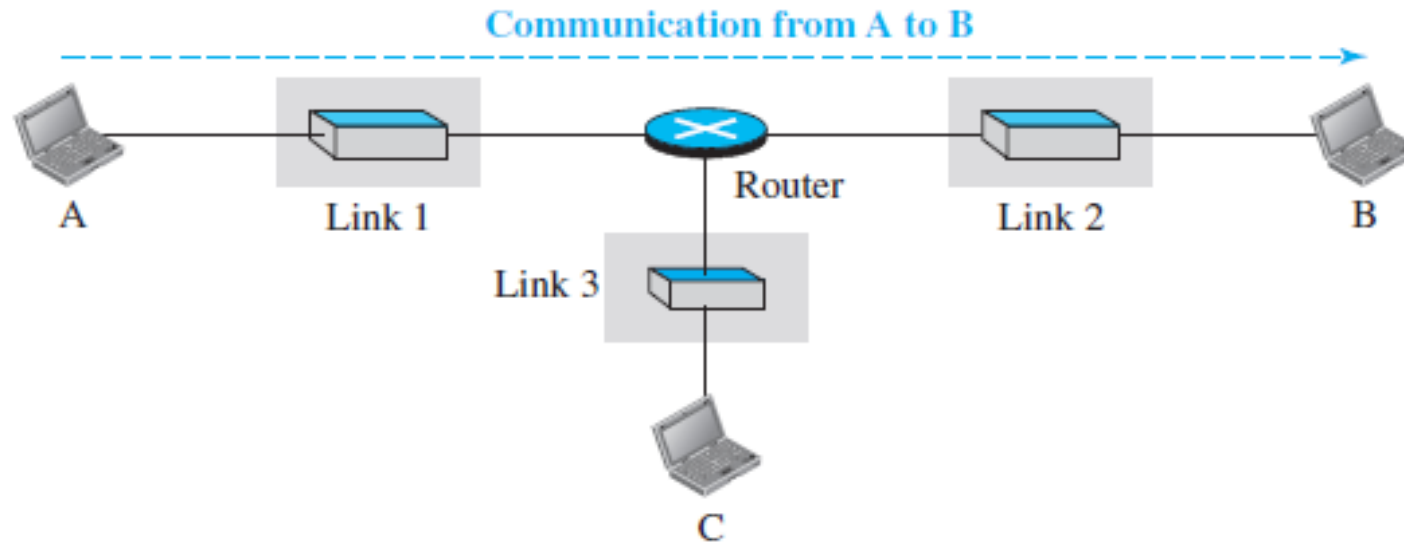 Communication from A to B
A
Link 1
Router
Link 2
B
Link 3
C